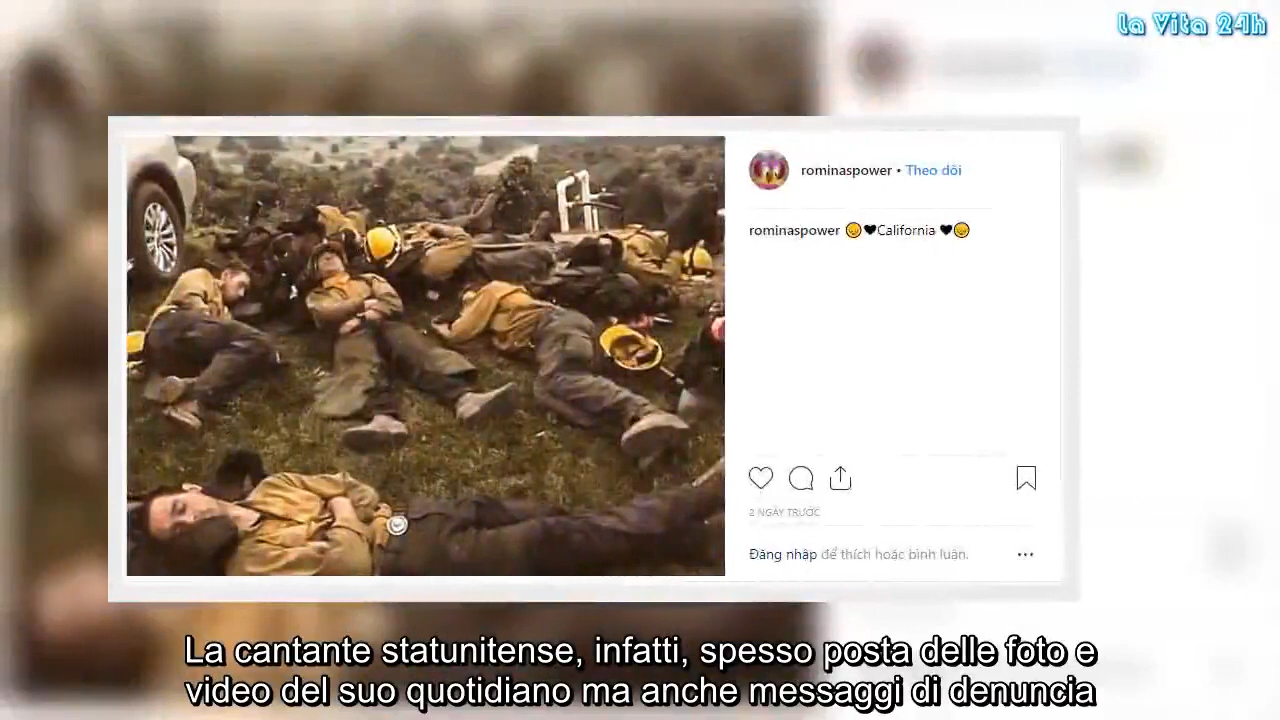 La Vita 24h
rominaspower • Theo dõi
rominaspower 😔🖤California 🖤😔
2 NGÀY TRƯỚC
Đăng nhập để thích hoặc bình luận.
La cantante statunitense, infatti, spesso posta delle foto e
video del suo quotidiano ma anche messaggi di denuncia